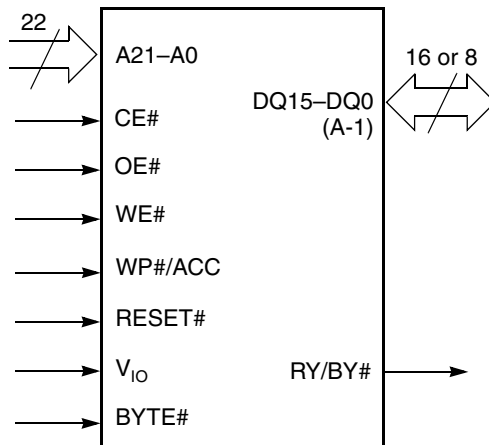 22
A21–A0
16 or 8
DQ15–DQ0
(A-1)
CE#
OE#
WE#
WP#/ACC
RESET#
VIO
RY/BY#
BYTE#